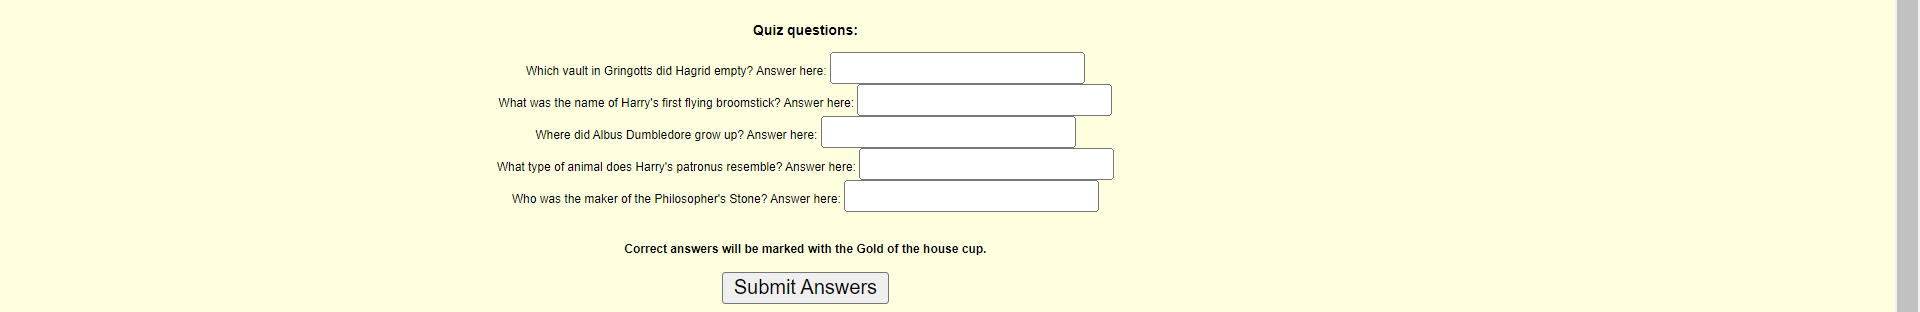 Quiz questions:
Which vault in Gringotts did Hagrid empty? Answer here:
What was the name of Harry's first flying broomstick? Answer here:
Where did Albus Dumbledore grow up? Answer here:
What type of animal does Harry's patronus resemble? Answer here:
Who was the maker of the Philosopher's Stone? Answer here:
Correct answers will be marked with the Gold of the house cup.
Submit Answers